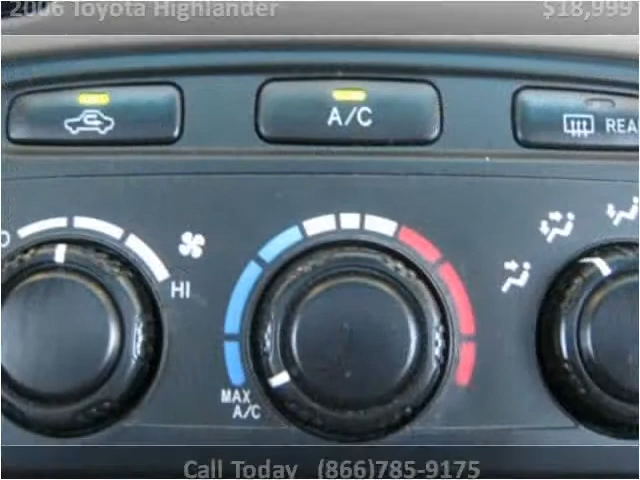 2006 Toyota Highlander $18,999
A/C
REA
HI
MAX
A/C
Call Today (866)785-9175